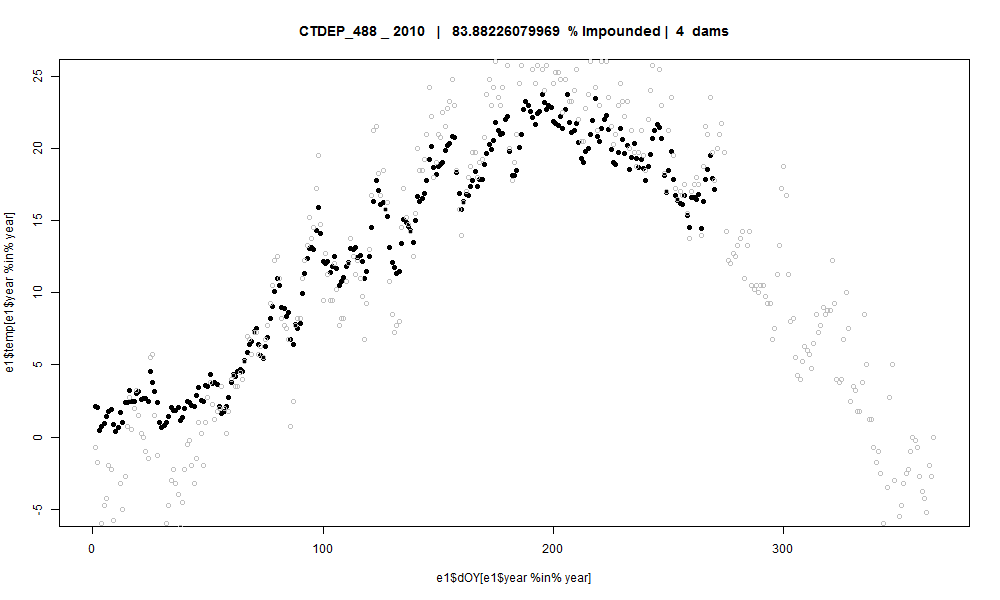 CTDEP_488 _ 2010 | 83.88226079969 % Impounded | 4 dams
25
20
15
10
5
0
-5
e1$temp[e1$year %in% year]
0 100 200 300
e1$dOY[e1$year %in% year]